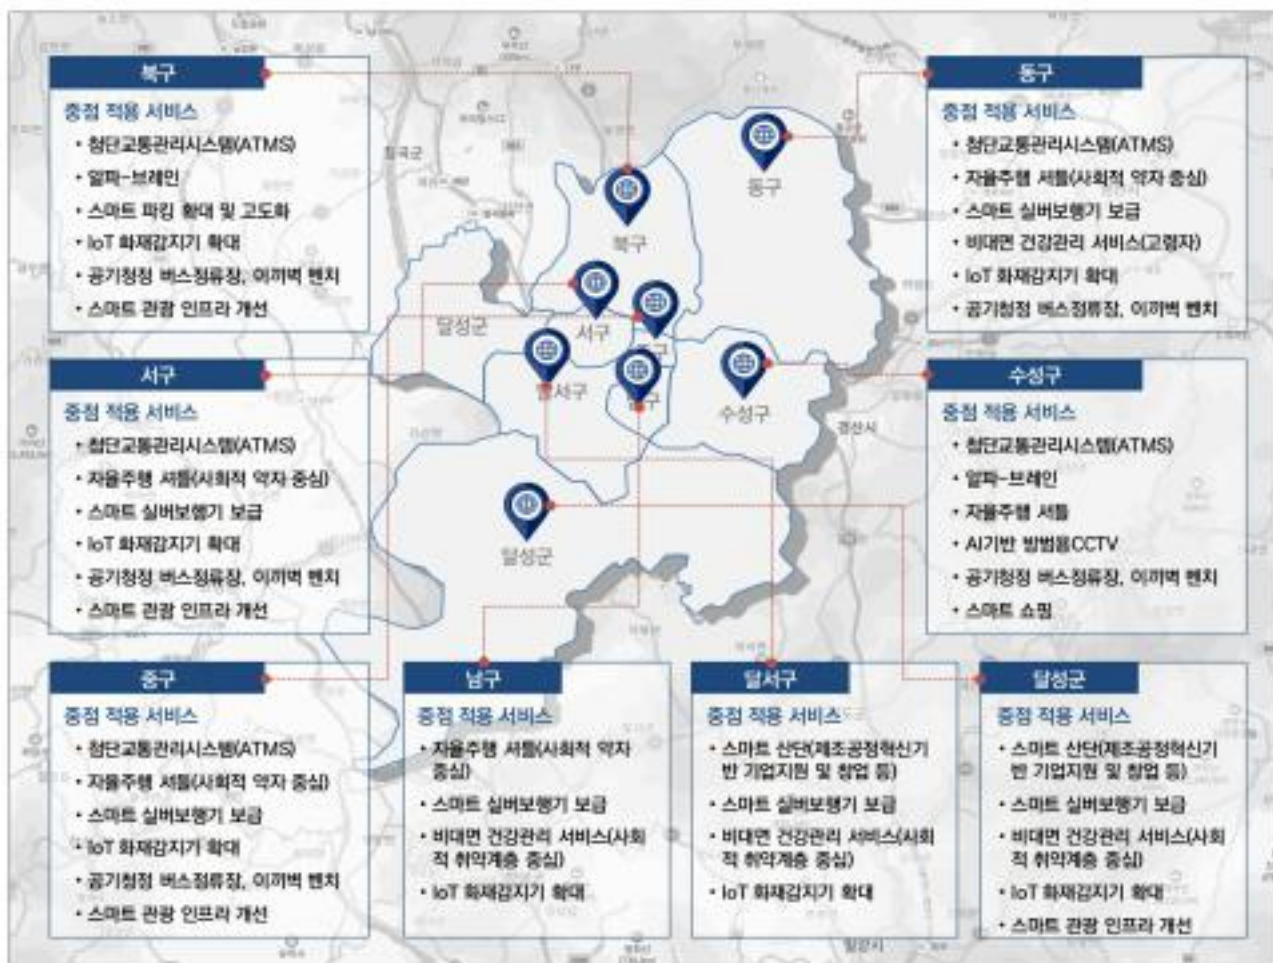 북구
중점 적용 서비스
• 첨단교통관리시스템(ATMS)
• 알파-브레인
• 스마트 파킹 확대 및 고도화
• IoT 화재감지기 확대
• 공기청정 버스정류장, 이끼벽 벤치
• 스마트 관광 인프라 개선
동구
중점 적용 서비스
• 첨단교통관리시스템(ATMS)
• 자율주행 셔틀(사회적 약자 중심)
• 스마트 실버보행기 보급
• 비대면 건강관리 서비스(고령자)
• IoT 화재감지기 확대
• 공기청정 버스정류장, 이끼벽 벤치
서구
중점 적용 서비스
• 첨단교통관리시스템(ATMS)
• 자율주행 셔틀(사회적 약자 중심)
• 스마트 실버보행기 보급
• IoT 화재감지기 확대
• 공기청정 버스정류장, 이끼벽 벤치
• 스마트 관광 인프라 개선
수성구
중점 적용 서비스
• 첨단교통관리시스템(ATMS)
• 알파-브레인
• 자율주행 셔틀
• AI기반 방범용CCTV
• 공기청정 버스정류장, 이끼벽 벤치
• 스마트 쇼핑
중구
중점 적용 서비스
• 첨단교통관리시스템(ATMS)
• 자율주행 셔틀(사회적 약자 중심)
• 스마트 실버보행기 보급
• IoT 화재감지기 확대
• 공기청정 버스정류장, 이끼벽 벤치
• 스마트 관광 인프라 개선
남구
중점 적용 서비스
• 자율주행 셔틀(사회적 약자
중심)
• 스마트 실버보행기 보급
• 비대면 건강관리 서비스(사회
적 취약계층 중심)
• IoT 화재감지기 확대
달서구
중점 적용 서비스
• 스마트 산단(제조공정혁신기
반 기업지원 및 창업 등)
• 스마트 실버보행기 보급
• 비대면 건강관리 서비스(사회
적 취약계층 중심)
• IoT 화재감지기 확대
달성군
중점 적용 서비스
• 스마트 산단(제조공정혁신기
반 기업지원 및 창업 등)
• 스마트 실버보행기 보급
• 비대면 건강관리 서비스(사회
적 취약계층 중심)
• IoT 화재감지기 확대
• 스마트 관광 인프라 개선
칠곡군
동구
북구
달성군
서구
수성구
경산시
달성군
밀양시